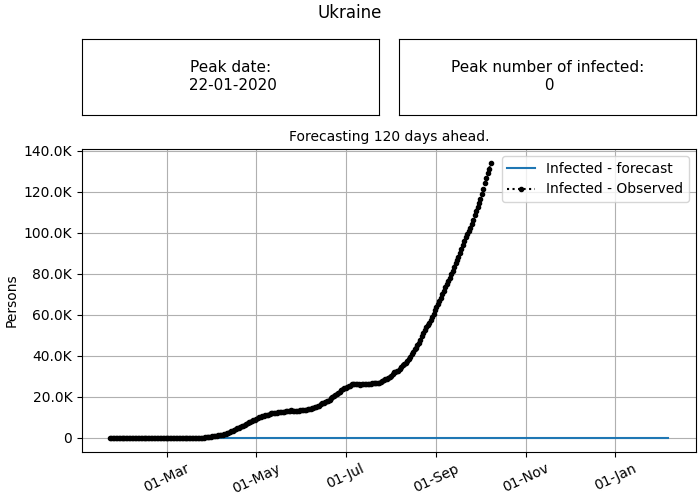 Ukraine
Peak date:
22-01-2020
Peak number of infected:
0
Forecasting 120 days ahead.
Infected - forecast
Infected - Observed
Persons
140.0K
120.0K
100.0K
80.0K
60.0K
40.0K
20.0K
0
01-Mar
01-May
01-Jul
01-Sep
01-Nov
01-Jan